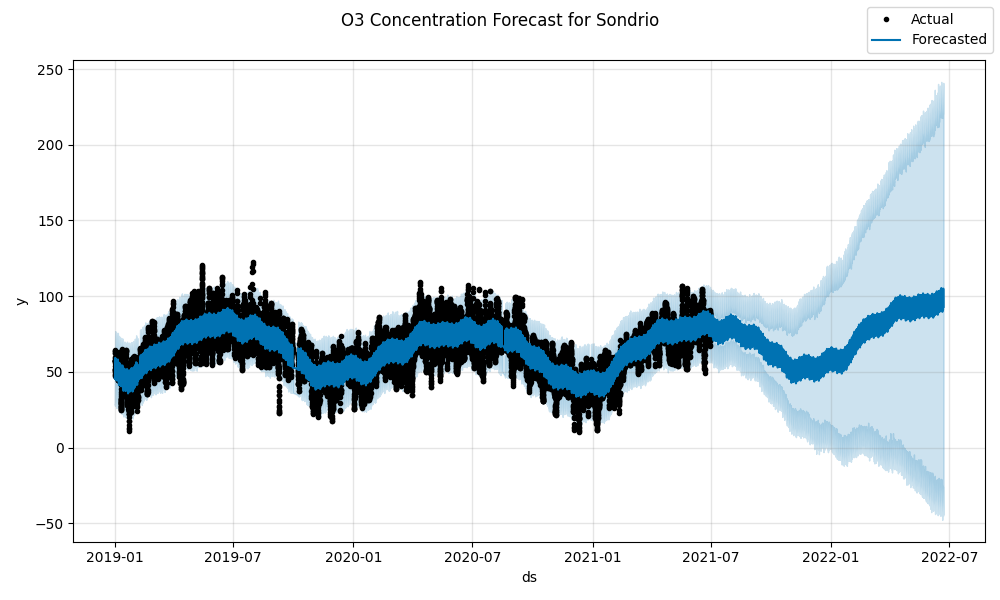 O3 Concentration Forecast for Sondrio
Actual
Forecasted
250
200
150
100
50
0
−50
y
2019-01 2019-07 2020-01 2020-07 2021-01 2021-07 2022-01 2022-07
ds